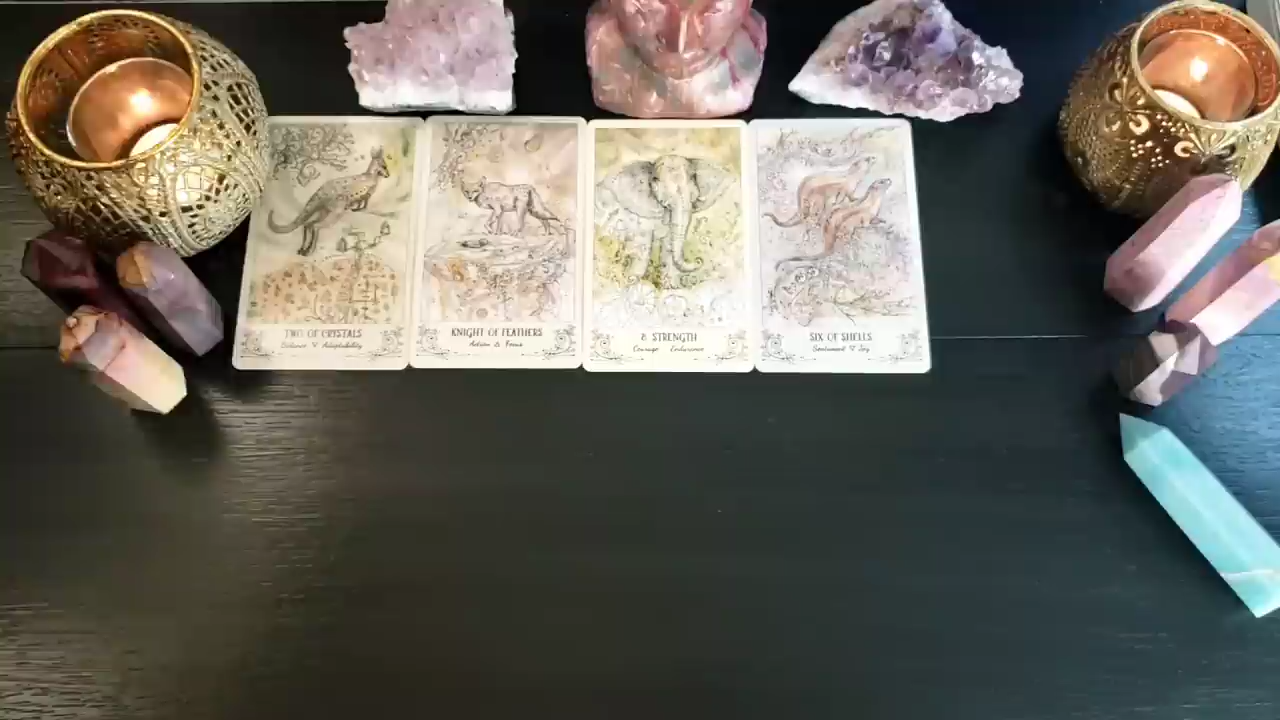 TWO OF CRYSTALS
Balance & Adaptability
KNIGHT OF FEATHERS
Action & Focus
8 STRENGTH
Courage Endurance
SIX OF SHELLS
Sentiment & Joy